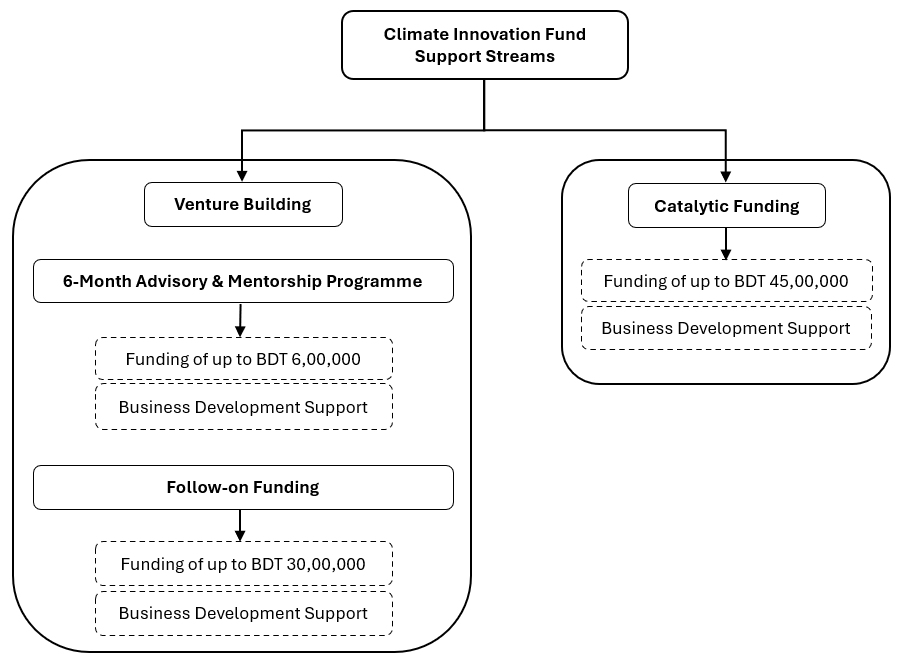 Climate Innovation Fund
Support Streams
Venture Building
6-Month Advisory & Mentorship Programme
Funding of up to BDT 6,00,000
Business Development Support
Follow-on Funding
Funding of up to BDT 30,00,000
Business Development Support
Catalytic Funding
Funding of up to BDT 45,00,000
Business Development Support